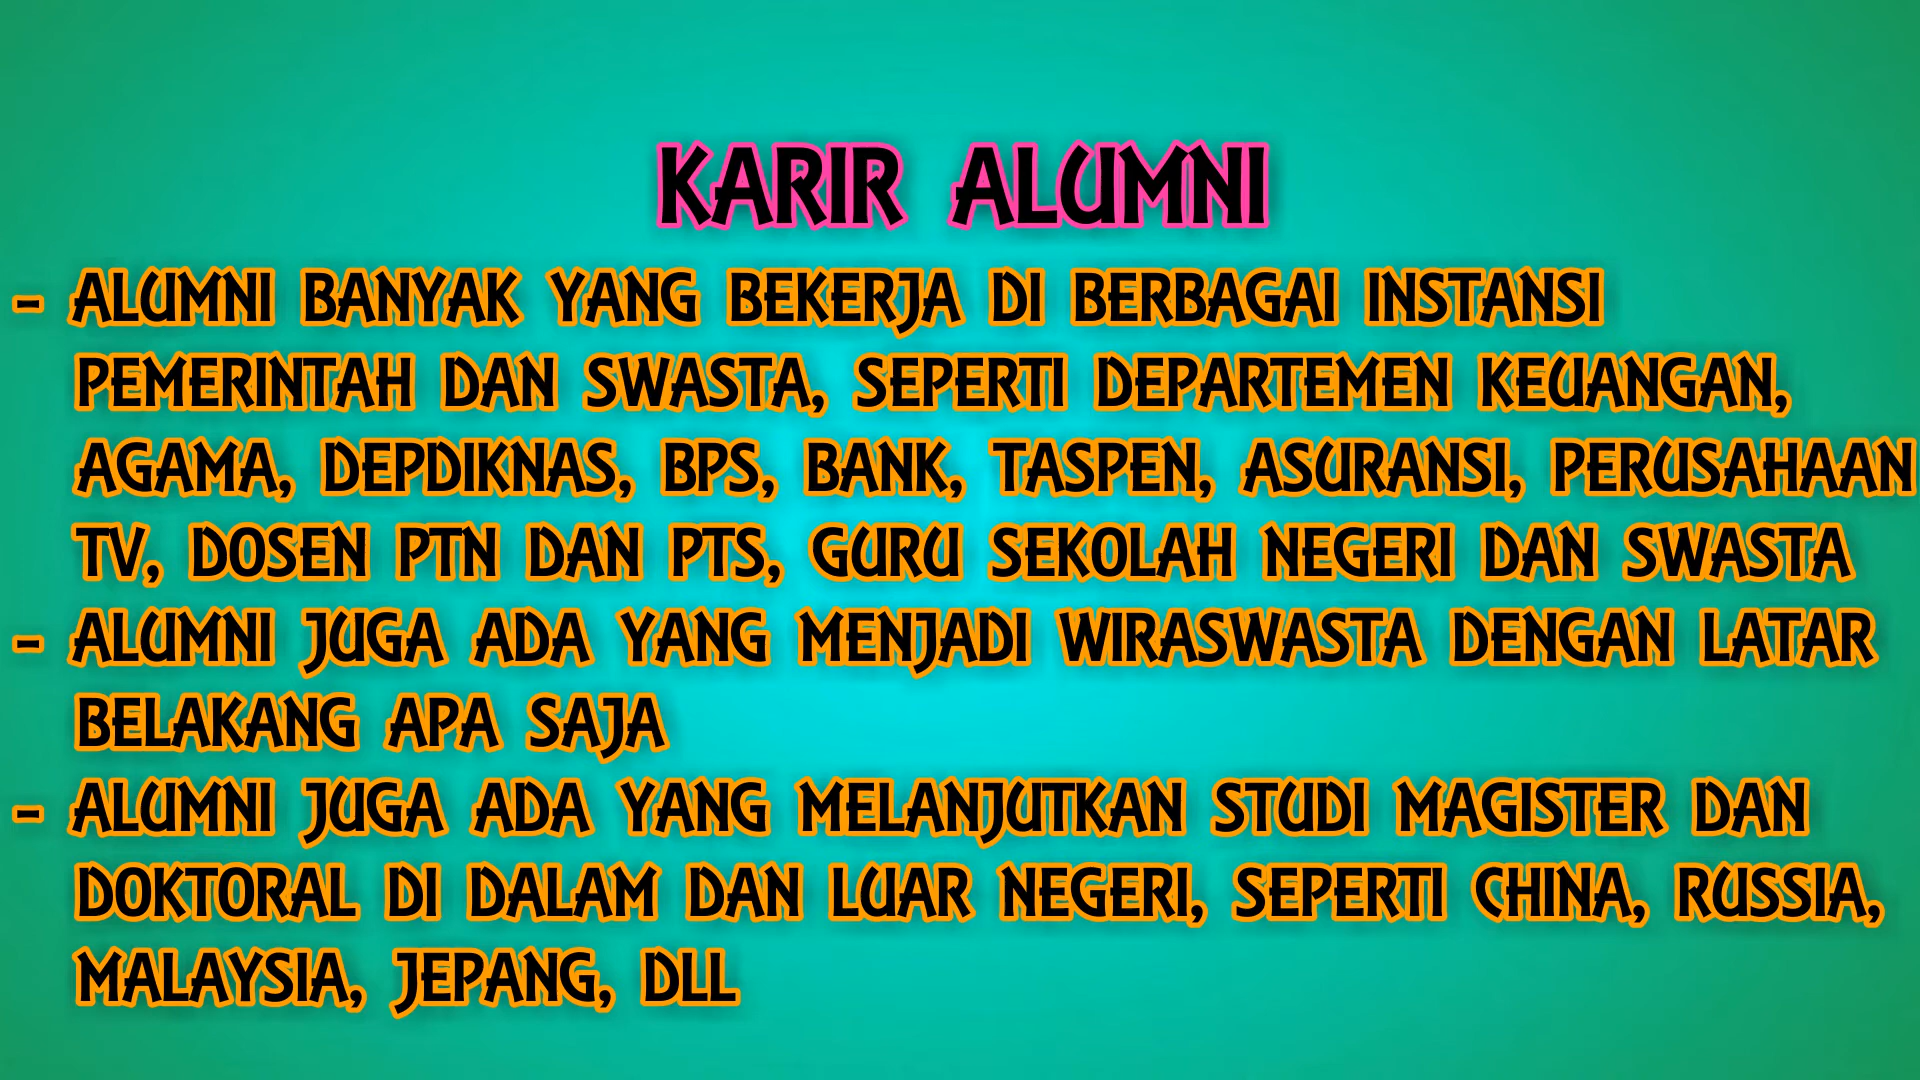 KARIR ALUMNI
- ALUMNI BANYAK YANG BEKERJA DI BERBAGAI INSTANSI
PEMERINTAH DAN SWASTA, SEPERTI DEPARTEMEN KEUANGAN,
AGAMA, DEPDIKNAS, BPS, BANK, TASPEN, ASURANSI, PERUSAHAAN
TV, DOSEN PTN DAN PTS, GURU SEKOLAH NEGERI DAN SWASTA
- ALUMNI JUGA ADA YANG MENJADI WIRASWASTA DENGAN LATAR
BELAKANG APA SAJA
- ALUMNI JUGA ADA YANG MELANJUTKAN STUDI MAGISTER DAN
DOKTORAL DI DALAM DAN LUAR NEGERI, SEPERTI CHINA, RUSSIA,
MALAYSIA, JEPANG, DLL